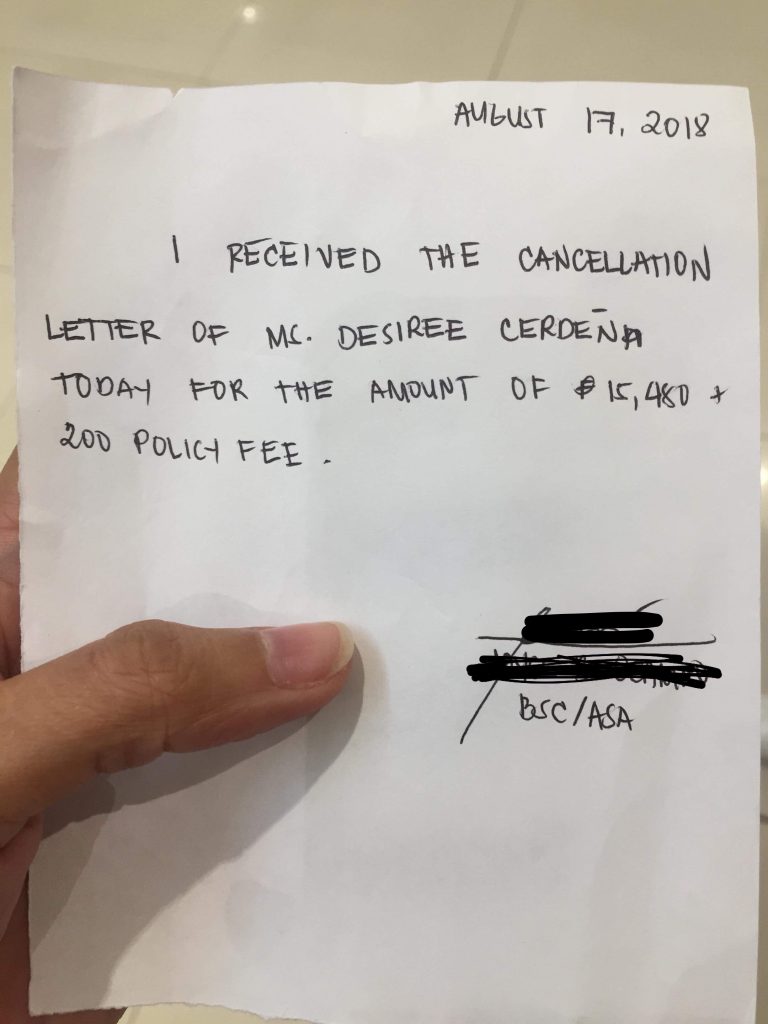 AUGUST 17, 2018
I RECEIVED THE CANCELLATION
LETTER OF MS. DESIREE CERDEÑA
TODAY FOR THE AMOUNT OF ₱ 15,480 +
200 POLICY FEE.
BSC/ASA